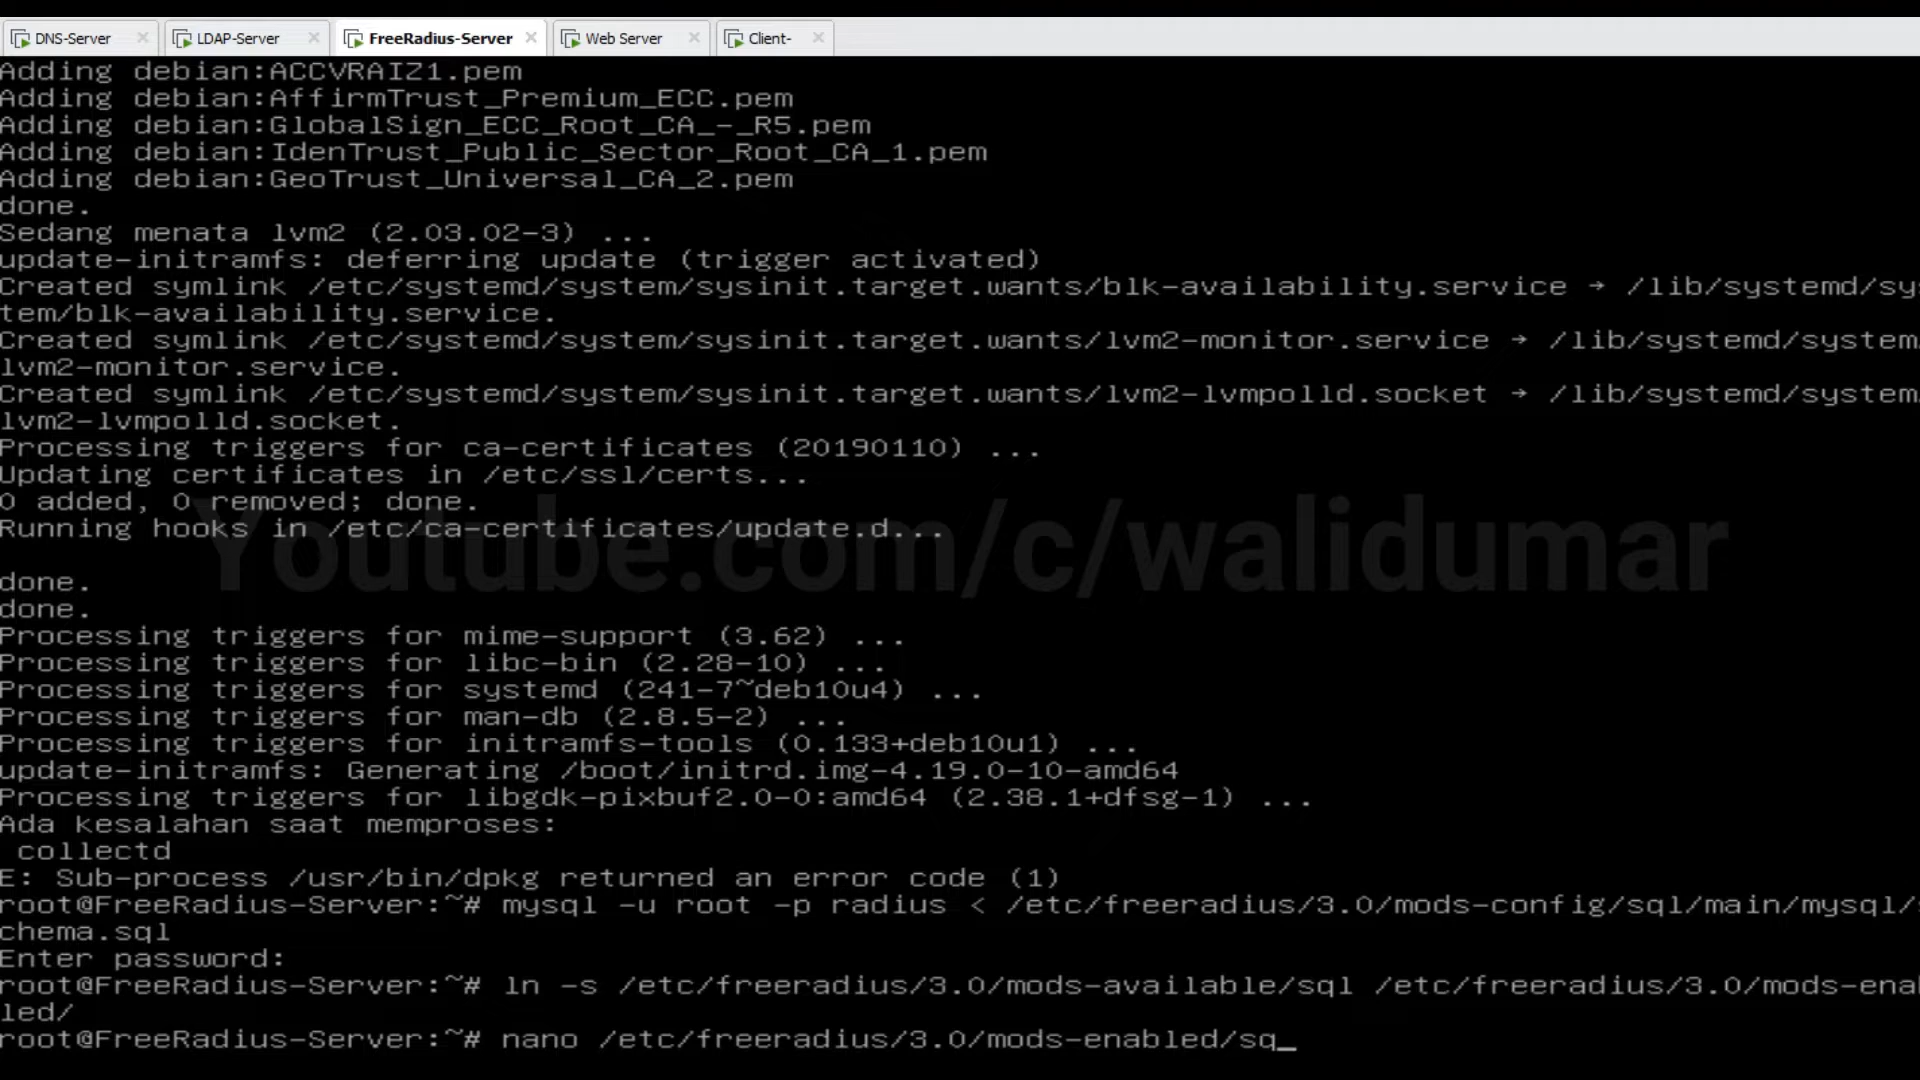 DNS-Server
LDAP-Server
FreeRadius-Server
Web Server
Client-
Adding debian:ACCVRAIZ1.pem
Adding debian:AffirmTrust_Premium_ECC.pem
Adding debian:GlobalSign_ECC_Root_CA_-_R5.pem
Adding debian:IdenTrust_Public_Sector_Root_CA_1.pem
Adding debian:GeoTrust_Universal_CA_2.pem
done.
Sedang menata lvm2 (2.03.02-3) ...
update-initramfs: deferring update (trigger activated)
Created symlink /etc/systemd/system/sysinit.target.wants/blk-availability.service → /lib/systemd/sys
tem/blk-availability.service.
Created symlink /etc/systemd/system/sysinit.target.wants/lvm2-monitor.service → /lib/systemd/system
lvm2-monitor.service.
Created symlink /etc/systemd/system/sysinit.target.wants/lvm2-lvmpolld.socket → /lib/systemd/system
lvm2-lvmpolld.socket.
Processing triggers for ca-certificates (20190110) ...
Updating certificates in /etc/ssl/certs...
0 added, 0 removed; done.
Running hooks in /etc/ca-certificates/update.d...
Youtube.com/c/walidumar
done.
done.
Processing triggers for mime-support (3.62) ...
Processing triggers for libc-bin (2.28-10) ...
Processing triggers for systemd (241-7~deb10u4) ...
Processing triggers for man-db (2.8.5-2) ...
Processing triggers for initramfs-tools (0.133+deb10u1) ...
update-initramfs: Generating /boot/initrd.img-4.19.0-10-amd64
Processing triggers for libgdk-pixbuf2.0-0:amd64 (2.38.1+dfsg-1) ...
Ada kesalahan saat memproses:
collectd
E: Sub-process /usr/bin/dpkg returned an error code (1)
root@FreeRadius-Server:~# mysql -u root -p radius < /etc/freeradius/3.0/mods-config/sql/main/mysql/s
chema.sql
Enter password:
root@FreeRadius-Server:~# ln -s /etc/freeradius/3.0/mods-available/sql /etc/freeradius/3.0/mods-enab
led/
root@FreeRadius-Server:~# nano /etc/freeradius/3.0/mods-enabled/sq_